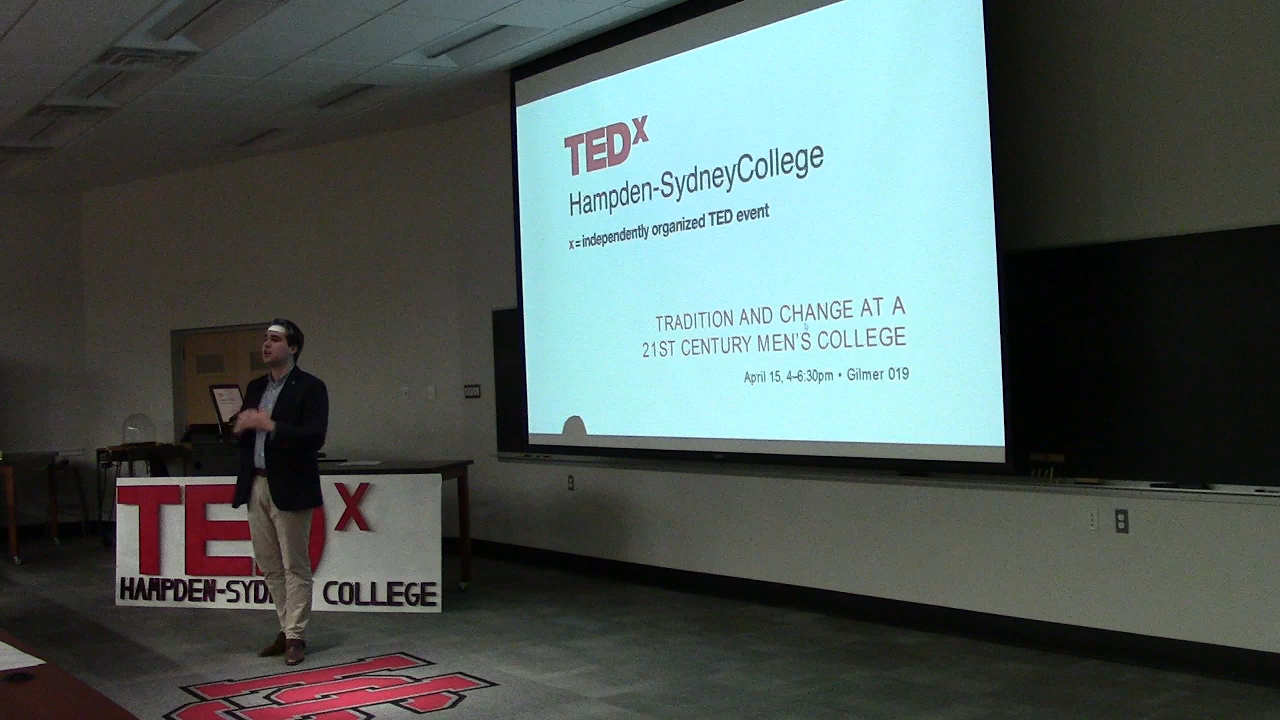 TEDx
Hampden-SydneyCollege
x = independently organized TED event
TRADITION AND CHANGE AT A
21ST CENTURY MEN'S COLLEGE
April 15, 4–6:30pm • Gilmer 019
TEDX
HAMPDEN-SYD COLLEGE